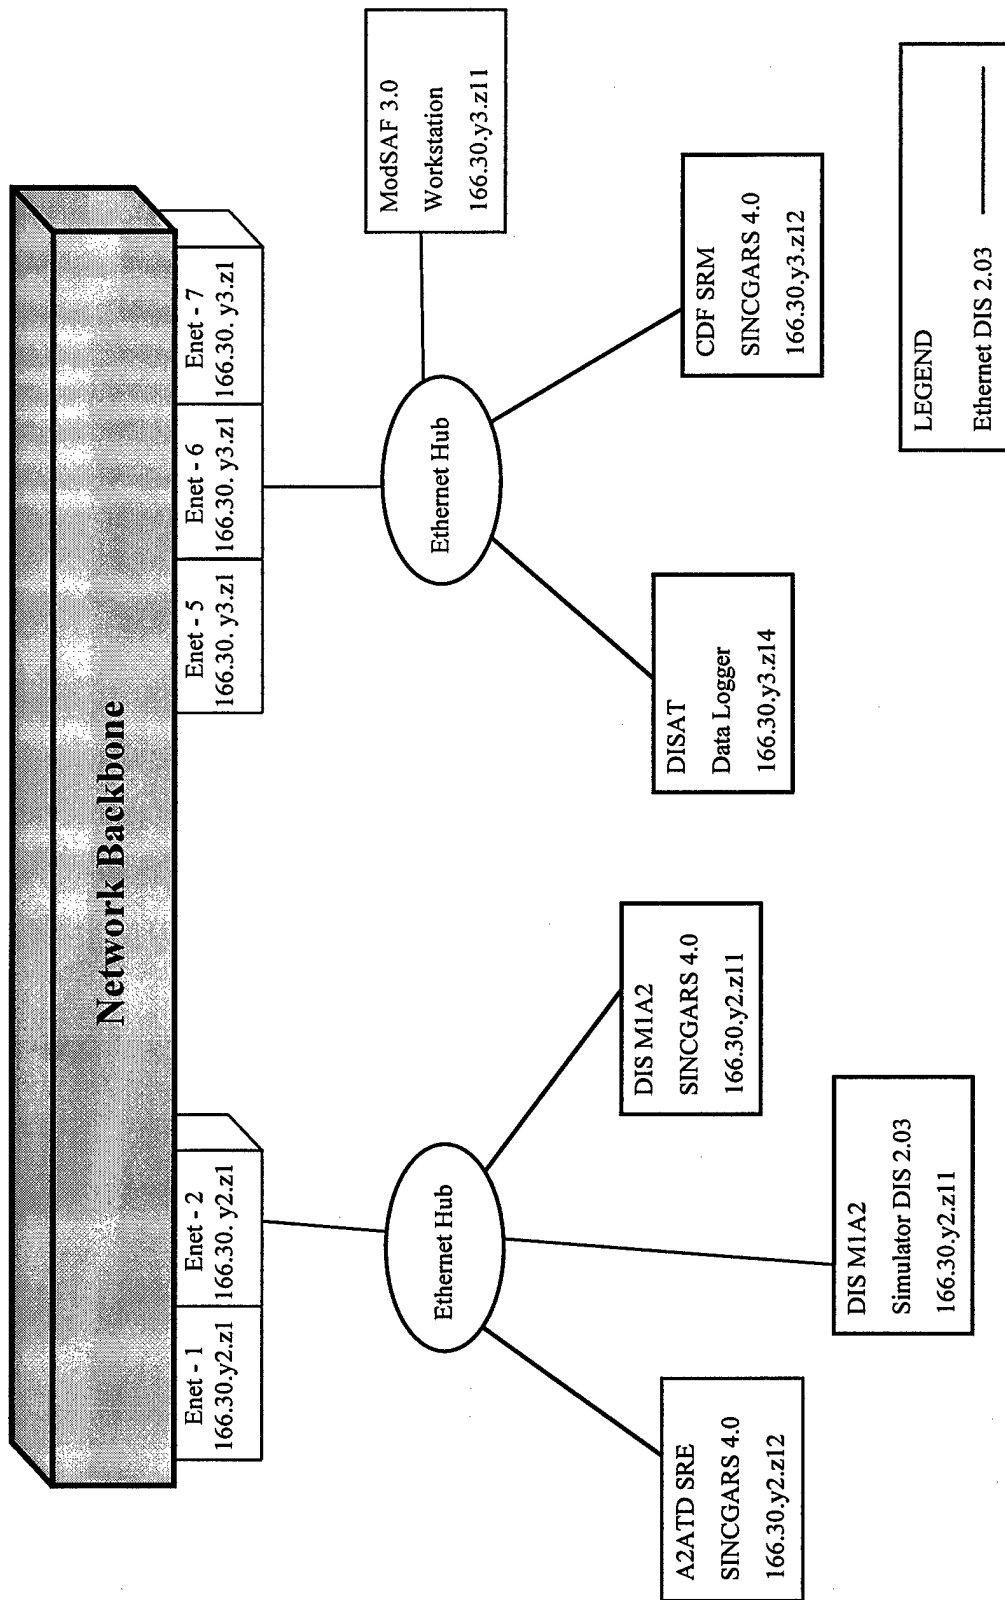 Network Backbone
Enet - 1
166.30.y2.z1
Enet - 2
166.30. y2.z1
Enet - 5
166.30. y3.z1
Enet - 6
166.30. y3.z1
Enet - 7
166.30. y3.z1
Ethernet Hub
Ethernet Hub
A2ATD SRE
SINCGARS 4.0
166.30.y2.z12
DIS M1A2
Simulator DIS 2.03
166.30.y2.z11
DIS M1A2
SINCGARS 4.0
166.30.y2.z11
DISAT
Data Logger
166.30.y3.z14
CDF SRM
SINCGARS 4.0
166.30.y3.z12
ModSAF 3.0
Workstation
166.30.y3.z11
LEGEND
Ethernet DIS 2.03